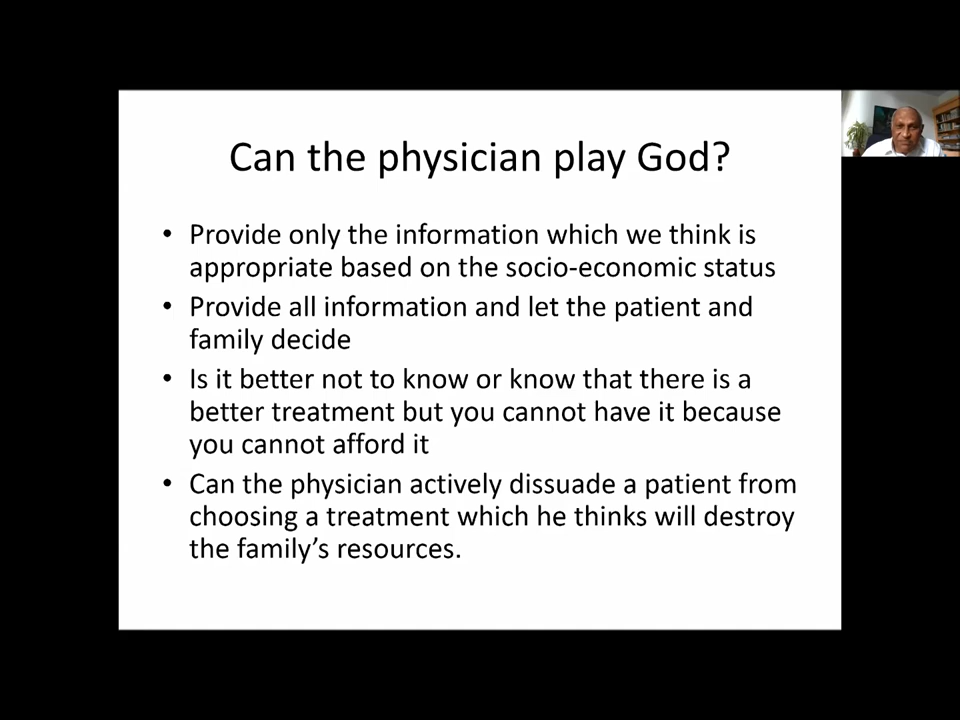 Can the physician play God?
• Provide only the information which we think is
appropriate based on the socio-economic status
• Provide all information and let the patient and
family decide
• Is it better not to know or know that there is a
better treatment but you cannot have it because
you cannot afford it
• Can the physician actively dissuade a patient from
choosing a treatment which he thinks will destroy
the family’s resources.